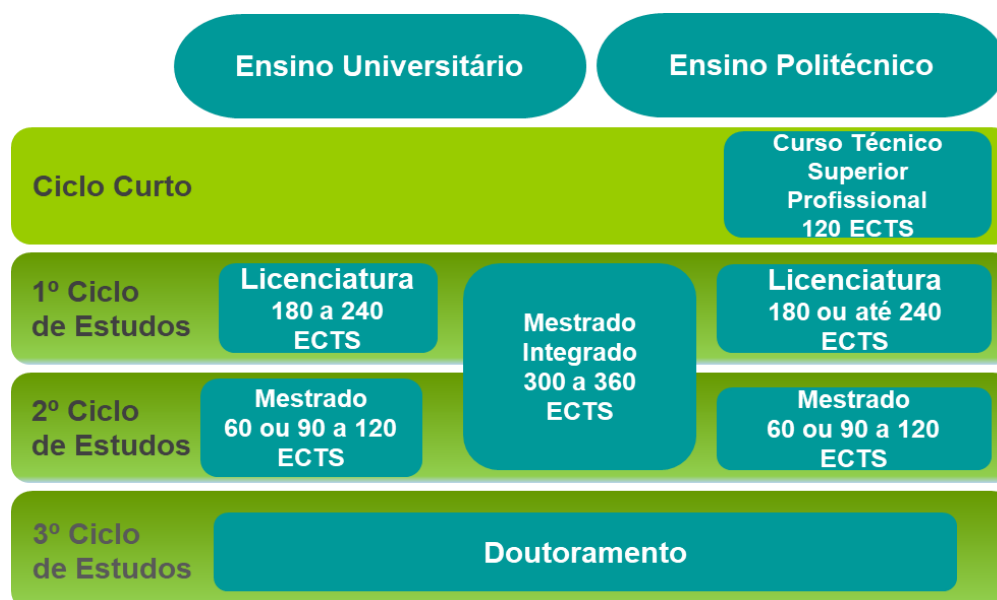 Ensino Universitário
Ensino Politécnico
Ciclo Curto
Curso Técnico
Superior
Profissional
120 ECTS
1º Ciclo
de Estudos
Licenciatura
180 a 240
ECTS
Mestrado
Integrado
300 a 360
ECTS
Licenciatura
180 ou até 240
ECTS
2º Ciclo
de Estudos
Mestrado
60 ou 90 a 120
ECTS
Mestrado
60 ou 90 a 120
ECTS
3º Ciclo
de Estudos
Doutoramento